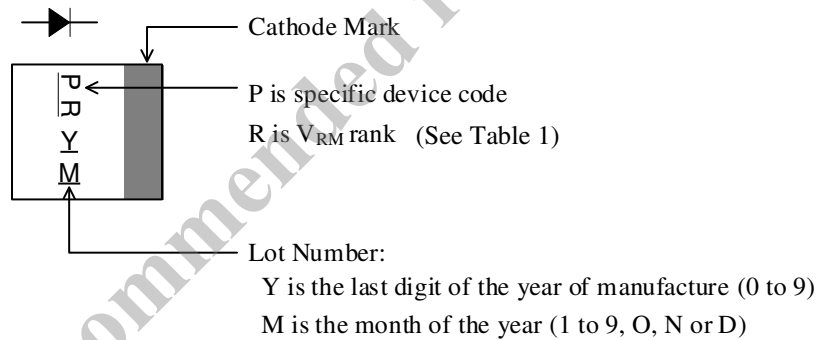 Cathode Mark
P
R
Y
M
P is specific device code
R is VRM rank (See Table 1)
Lot Number:
Y is the last digit of the year of manufacture (0 to 9)
M is the month of the year (1 to 9, O, N or D)
ommended